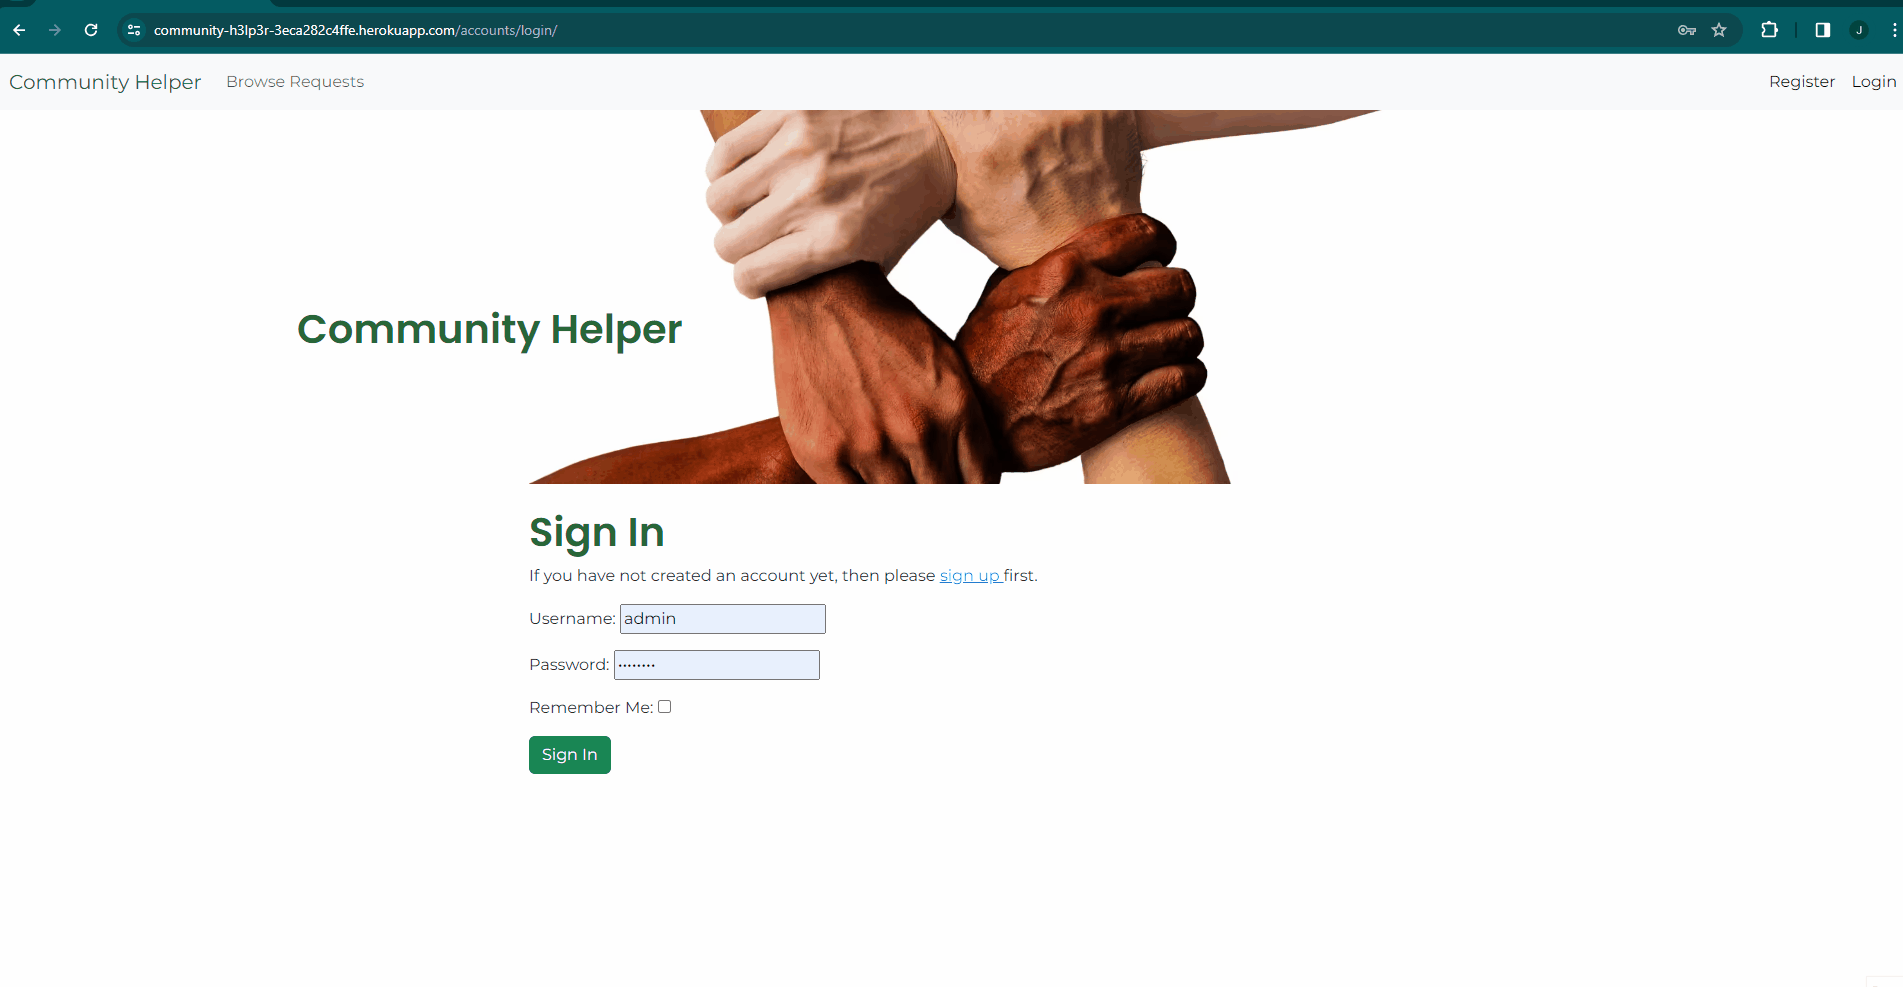 community-h3lp3r-3eca282c4ffe.herokuapp.com/accounts/login/
J
Community Helper Browse Requests Register Login
Community Helper
Sign In
If you have not created an account yet, then please sign up first.
Username: admin
Password: ••••••••
Remember Me:
Sign In